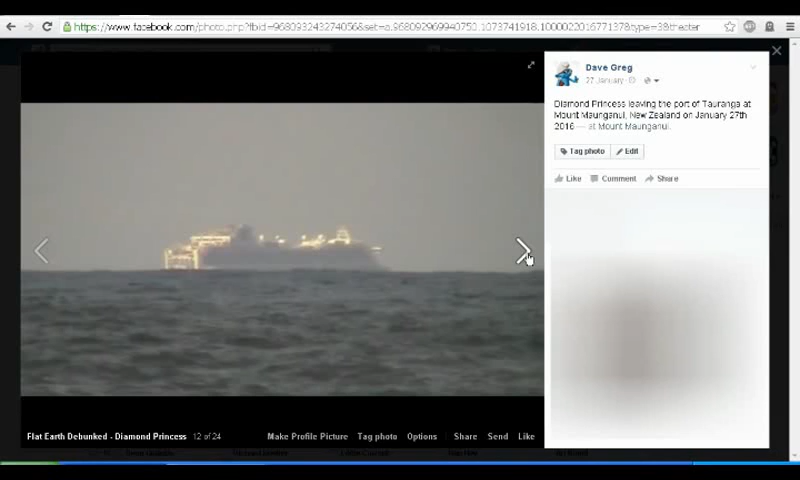 https://www.facebook.com/photo.php?fbid=968093243274056&set=a.968092969940750.1073741918.100002201677137&type=3&theater
Dave Greg
27 January
Diamond Princess leaving the port of Tauranga at
Mount Maunganui, New Zealand on January 27th
2016 — at Mount Maunganui.
Tag photo Edit
Like Comment Share
Flat Earth Debunked - Diamond Princess 12 of 24 Make Profile Picture Tag photo Options Share Send Like